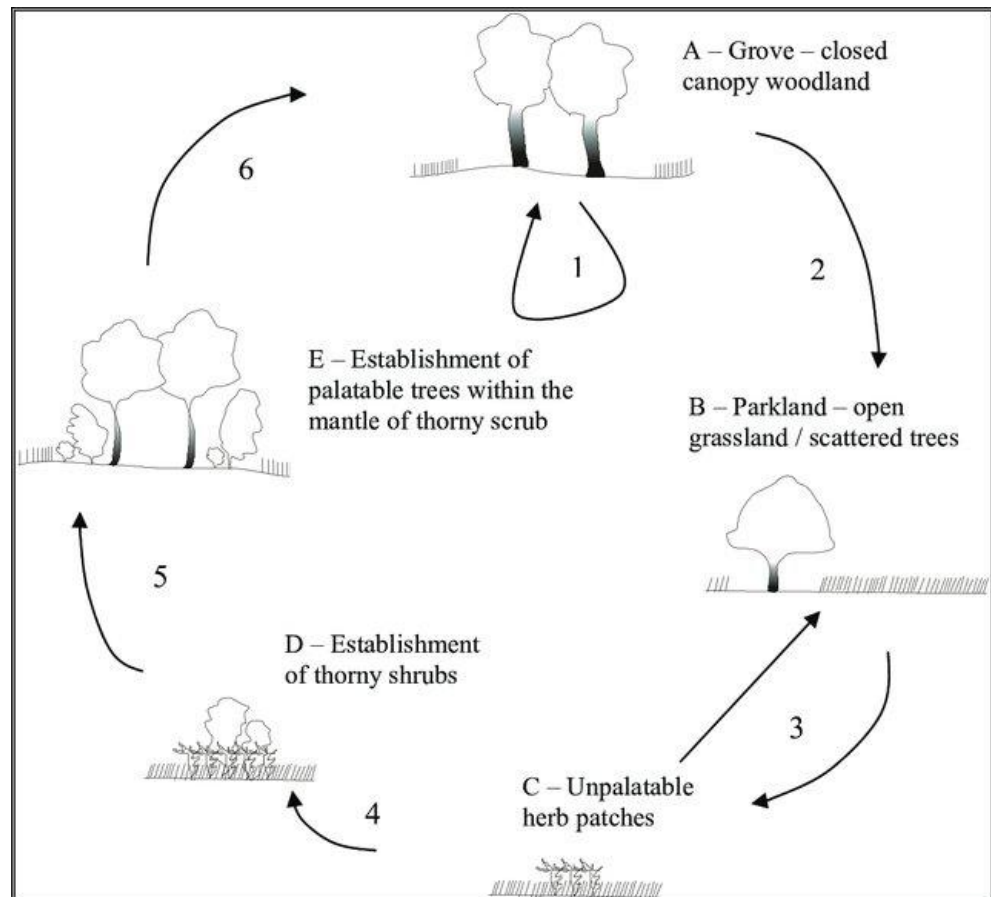 A – Grove – closed
canopy woodland
6
1
2
E – Establishment of
palatable trees within the
mantle of thorny scrub
B – Parkland – open
grassland / scattered trees
5
D – Establishment
of thorny shrubs
3
C – Unpalatable
herb patches
4